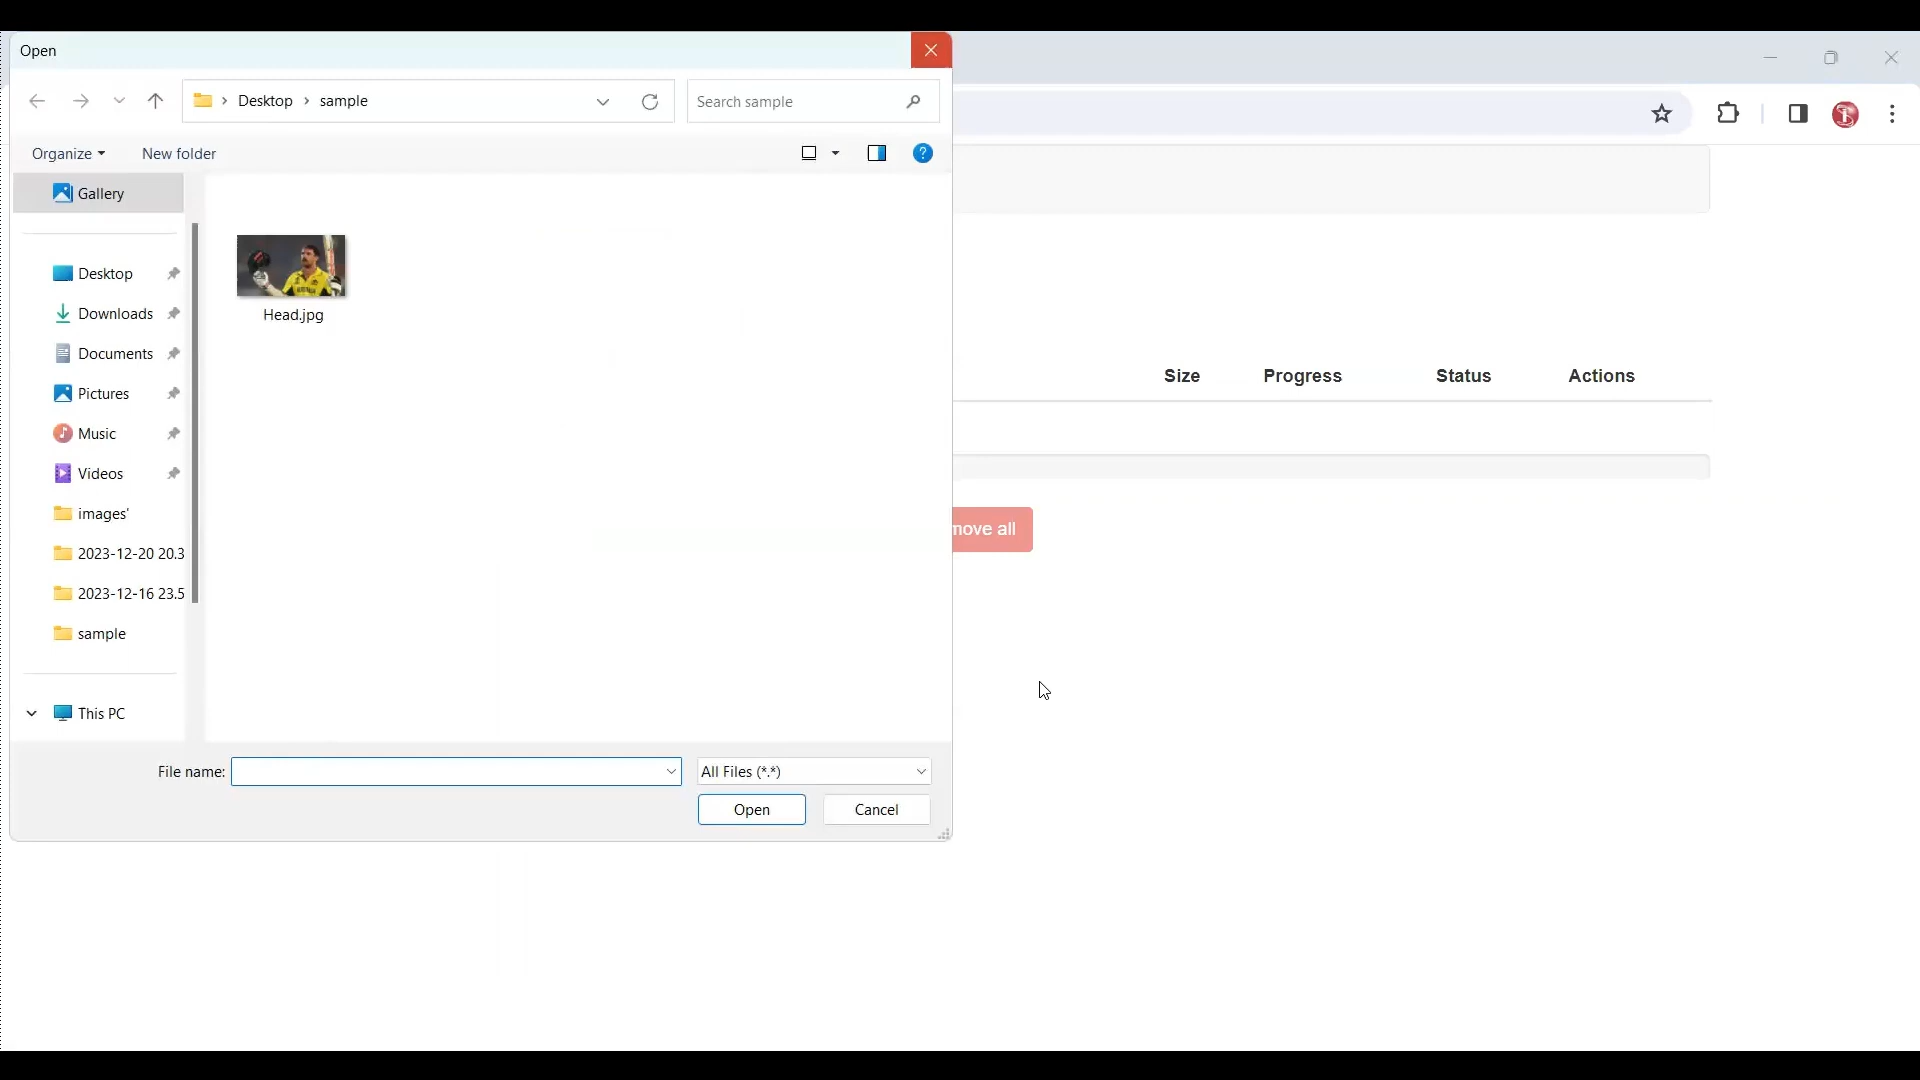 Open
Desktop > sample
Search sample
Organize
New folder
Gallery
Desktop
Downloads
Documents
Pictures
Music
Videos
images'
2023-12-20 20.3
2023-12-16 23.5
sample
This PC
Head.jpg
File name:
All Files (*.*)
Open
Cancel
Size
Progress
Status
Actions
move all